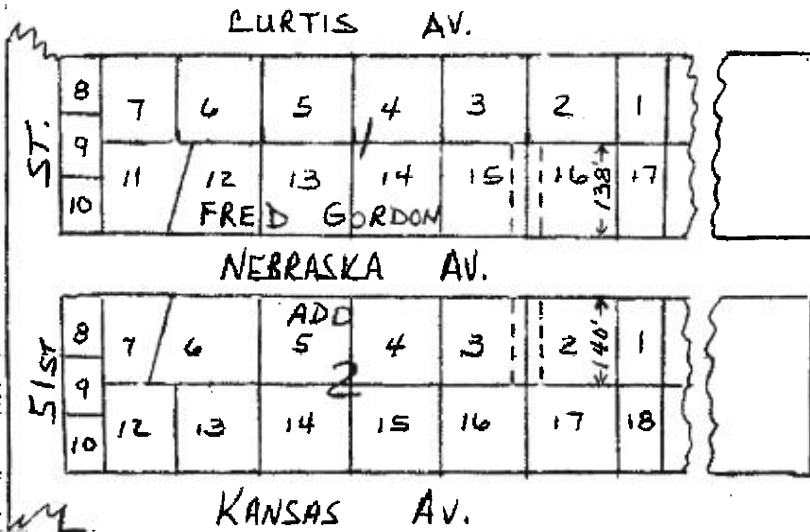 CURTIS AV.
8 7 6 5 4 3 2 1
9
10 11 12 13 14 15 16 17
138'
1
FRED GORDON
ST.
NEBRASKA AV.
ADD
8 7 6 5 4 3 2 1
140'
2
9
10 12 13 14 15 16 17 18
51ST
KANSAS AV.